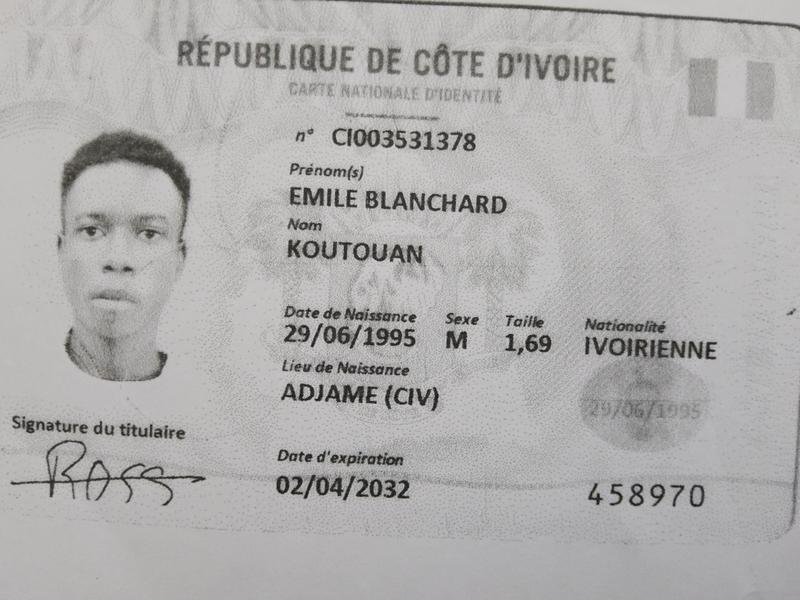 RÉPUBLIQUE DE CÔTE D'IVOIRE
CARTE NATIONALE D'IDENTITÉ
n° CI003531378
Prénom(s)
EMILE BLANCHARD
Nom
KOUTOUAN
Date de Naissance Sexe Taille Nationalité
29/06/1995 M 1,69 IVOIRIENNE
Lieu de Naissance
ADJAME (CIV)
29/06/1995
Signature du titulaire
Date d'expiration
02/04/2032
458970